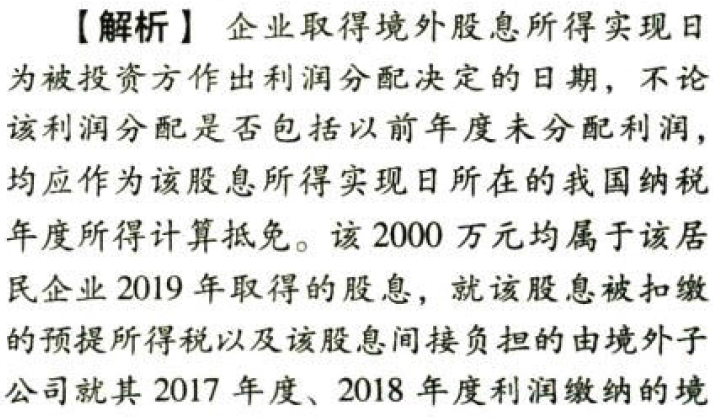 【解析】 企业取得境外股息所得实现日
为被投资方作出利润分配决定的日期，不论
该利润分配是否包括以前年度未分配利润，
均应作为该股息所得实现日所在的我国纳税
年度所得计算抵免。该 2000 万元均属于该居
民企业 2019 年取得的股息，就该股息被扣缴
的预提所得税以及该股息间接负担的由境外子
公司就其 2017 年度、2018 年度利润缴纳的境